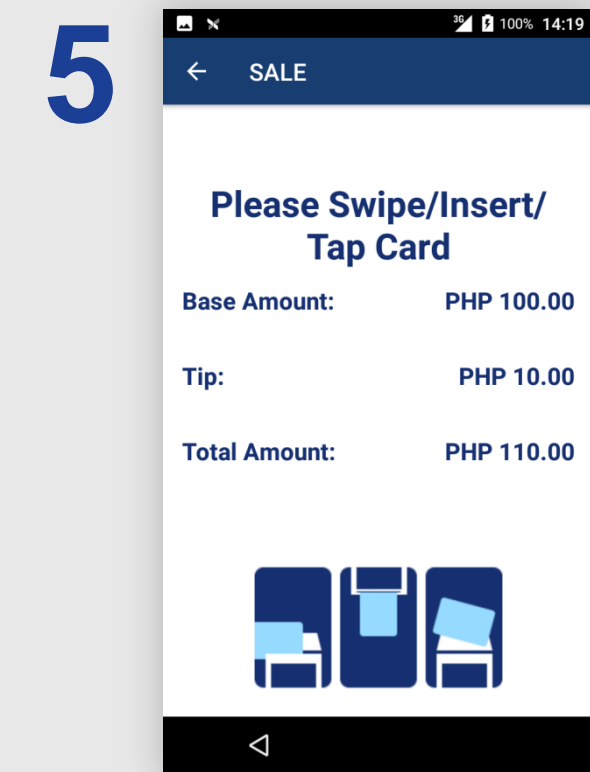 5
3G 100% 14:19
SALE
Please Swipe/Insert/
Tap Card
Base Amount: PHP 100.00
Tip: PHP 10.00
Total Amount: PHP 110.00